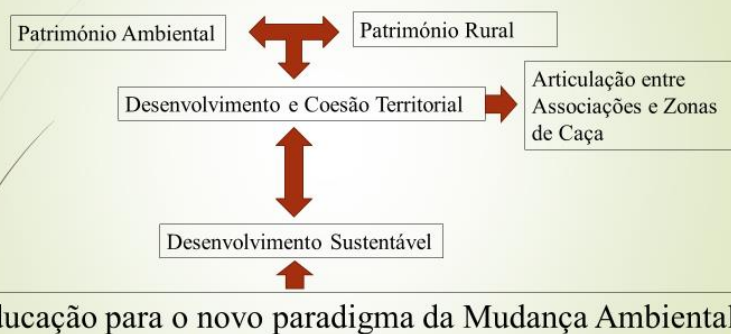 Património Ambiental
Património Rural
Desenvolvimento e Coesão Territorial
Articulação entre
Associações e Zonas
de Caça
Desenvolvimento Sustentável
para o novo paradigma da Mudança Ambiental